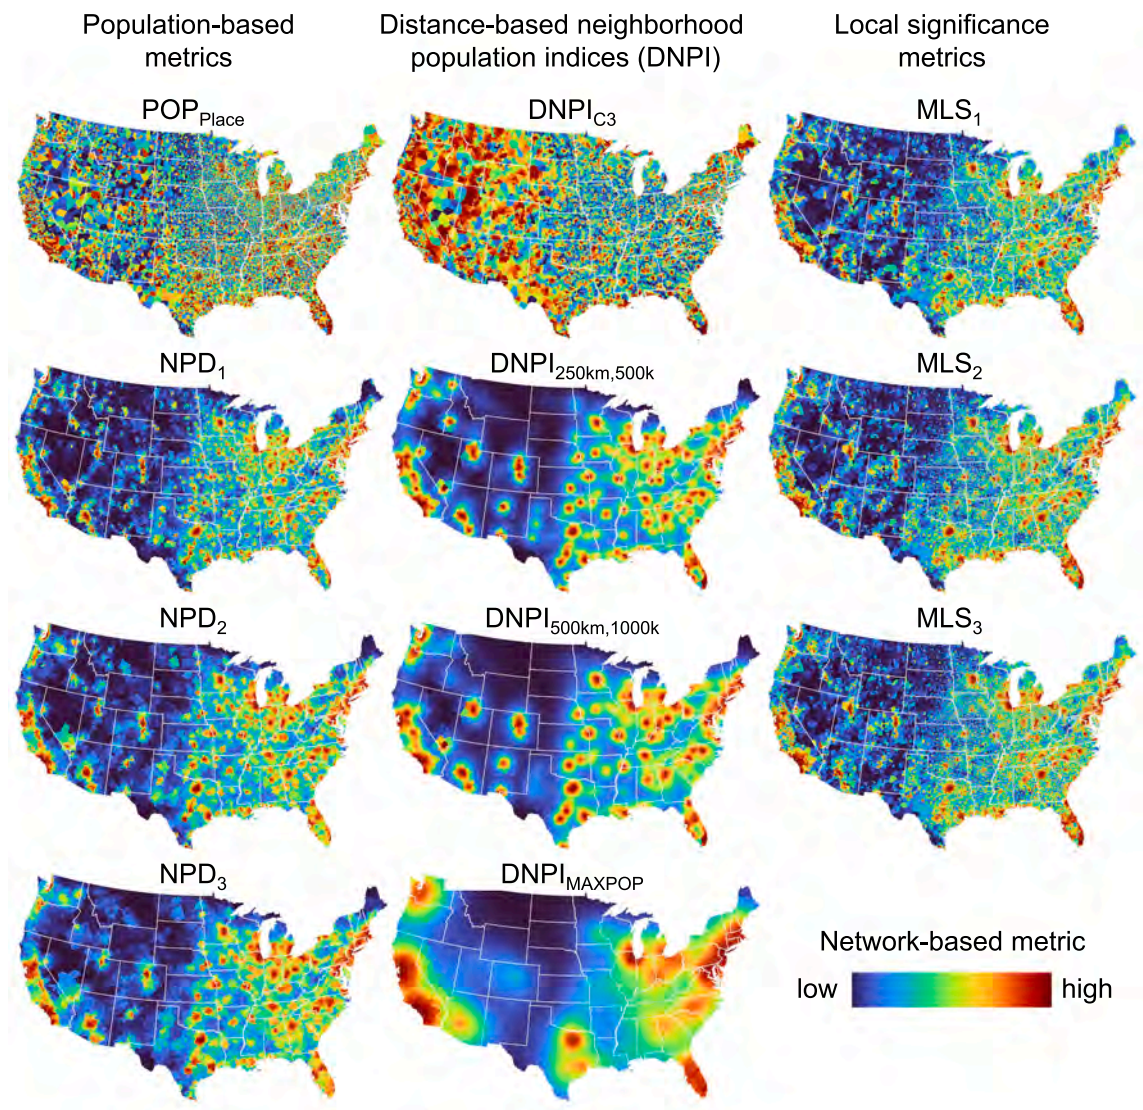 Population-based
metrics
Distance-based neighborhood
population indices (DNPI)
Local significance
metrics
POP_Place
DNPI_C3
MLS_1
NPD_1
DNPI_250km,500k
MLS_2
NPD_2
DNPI_500km,1000k
MLS_3
NPD_3
DNPI_MAXPOP
Network-based metric
low
high